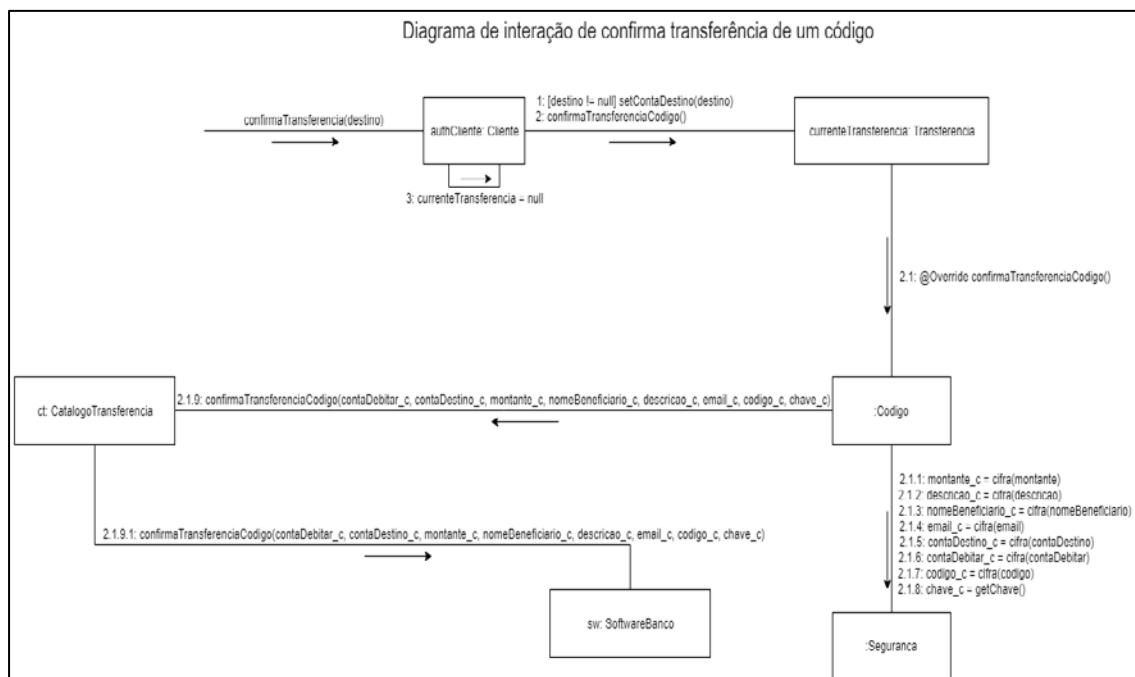 Diagrama de interação de confirma transferência de um código
confirmaTransferencia(destino)
authCliente: Cliente
1: [destino != null] setContaDestino(destino)
2: confirmaTransferenciaCodigo()
currenteTransferencia: Transferencia
3: currenteTransferencia = null
2.1: @Override confirmaTransferenciaCodigo()
ct: CatalogoTransferencia
2.1.9: confirmaTransferenciaCodigo(contaDebitar_c, contaDestino_c, montante_c, nomeBeneficiario_c, descricao_c, email_c, codigo_c, chave_c)
:Codigo
2.1.1: montante_c = cifra(montante)
2.1.2: descricao_c = cifra(descricao)
2.1.3: nomeBeneficiario_c = cifra(nomeBeneficiario)
2.1.4: email_c = cifra(email)
2.1.5: contaDestino_c = cifra(contaDestino)
2.1.6: contaDebitar_c = cifra(contaDebitar)
2.1.7: codigo_c = cifra(codigo)
2.1.8: chave_c = getChave()
2.1.9.1: confirmaTransferenciaCodigo(contaDebitar_c, contaDestino_c, montante_c, nomeBeneficiario_c, descricao_c, email_c, codigo_c, chave_c)
sw: SoftwareBanco
:Seguranca